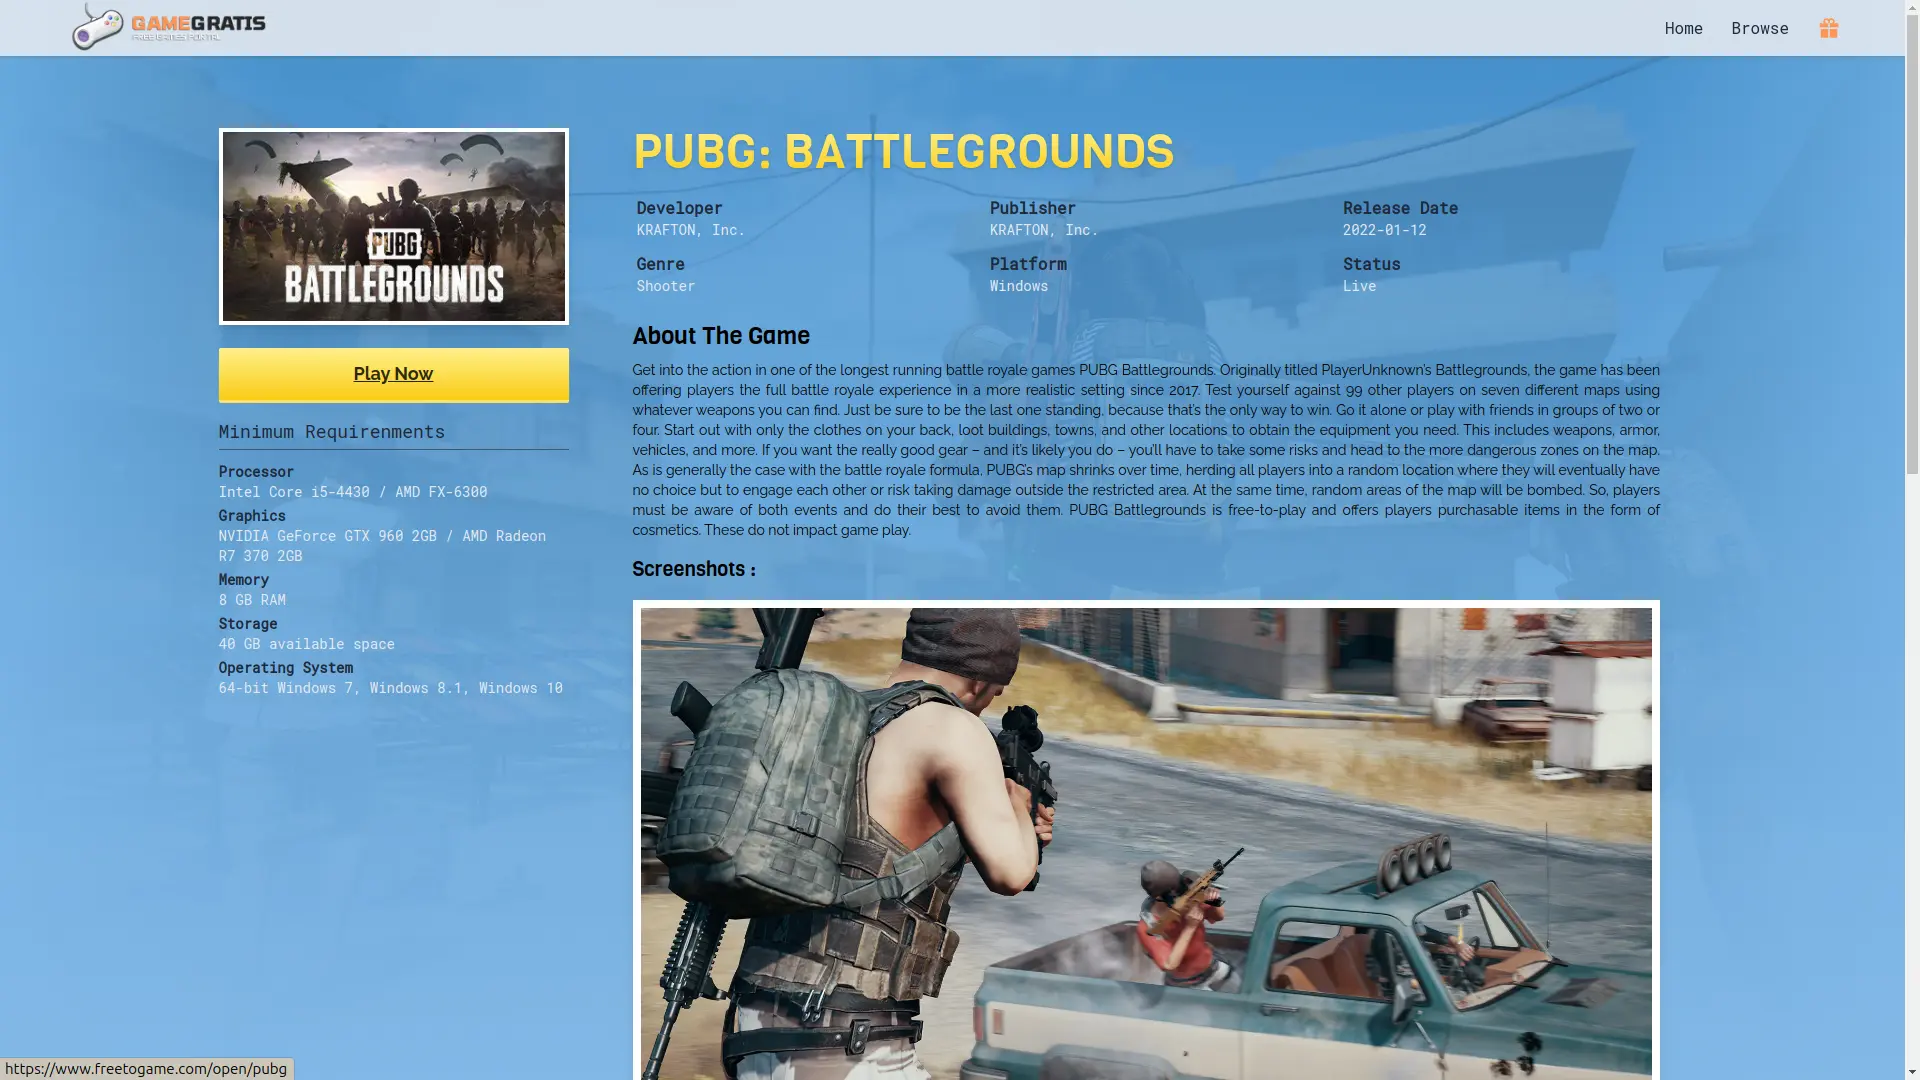 GAMEGRATIS
FREE GAMES PORTAL
Home
Browse
PUBG
BATTLEGROUNDS
Play Now
Minimum Requirenments
Processor
Intel Core i5-4430 / AMD FX-6300
Graphics
NVIDIA GeForce GTX 960 2GB / AMD Radeon
R7 370 2GB
Memory
8 GB RAM
Storage
40 GB available space
Operating System
64-bit Windows 7, Windows 8.1, Windows 10
PUBG: BATTLEGROUNDS
Developer
KRAFTON, Inc.
Publisher
KRAFTON, Inc.
Release Date
2022-01-12
Genre
Shooter
Platform
Windows
Status
Live
About The Game
Get into the action in one of the longest running battle royale games PUBG Battlegrounds. Originally titled PlayerUnknown’s Battlegrounds, the game has been
offering players the full battle royale experience in a more realistic setting since 2017. Test yourself against 99 other players on seven different maps using
whatever weapons you can find. Just be sure to be the last one standing, because that’s the only way to win. Go it alone or play with friends in groups of two or
four. Start out with only the clothes on your back, loot buildings, towns, and other locations to obtain the equipment you need. This includes weapons, armor,
vehicles, and more. If you want the really good gear – and it’s likely you do – you’ll have to take some risks and head to the more dangerous zones on the map.
As is generally the case with the battle royale formula, PUBG’s map shrinks over time, herding all players into a random location where they will eventually have
no choice but to engage each other or risk taking damage outside the restricted area. At the same time, random areas of the map will be bombed. So, players
must be aware of both events and do their best to avoid them. PUBG Battlegrounds is free-to-play and offers players purchasable items in the form of
cosmetics. These do not impact game play.
Screenshots :
https://www.freetogame.com/open/pubg